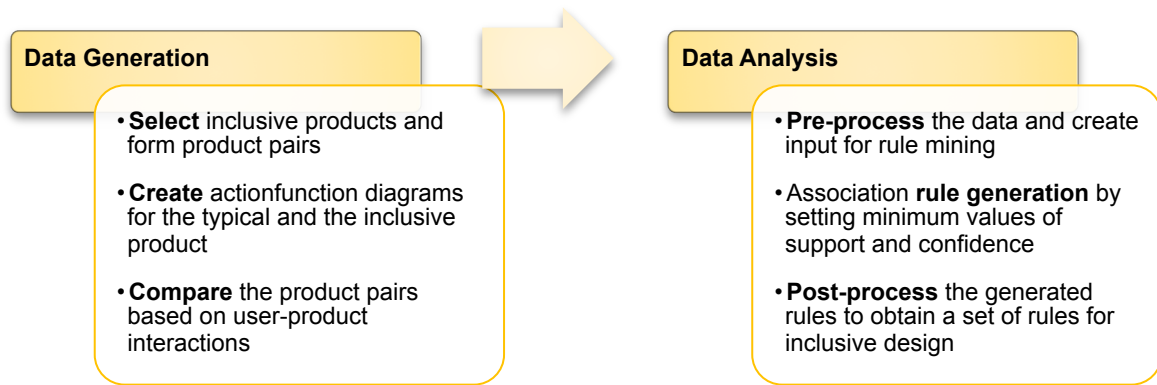 Data Generation
• Select inclusive products and
form product pairs
• Create actionfunction diagrams
for the typical and the inclusive
product
• Compare the product pairs
based on user-product
interactions
Data Analysis
• Pre-process the data and create
input for rule mining
• Association rule generation by
setting minimum values of
support and confidence
• Post-process the generated
rules to obtain a set of rules for
inclusive design